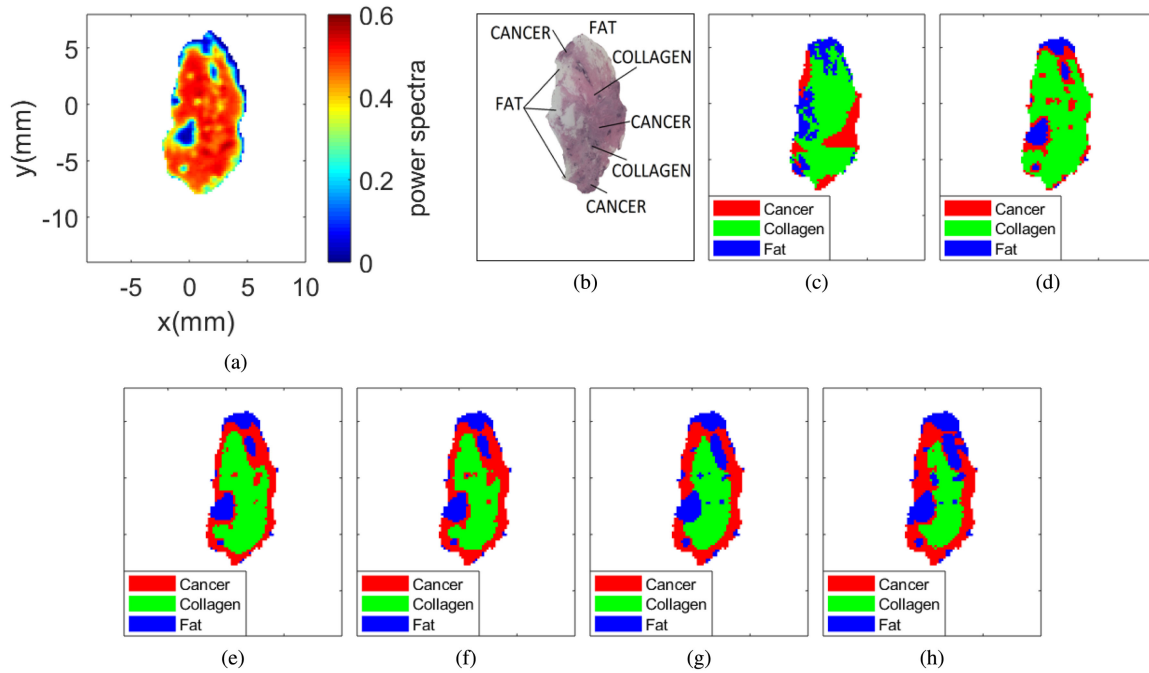 5
0
-5
-10
y(mm)
-5
0
5
10
x(mm)
0.6
0.4
0.2
0
power spectra
(a)
CANCER
FAT
COLLAGEN
FAT
CANCER
COLLAGEN
CANCER
(b)
Cancer
Collagen
Fat
(c)
Cancer
Collagen
Fat
(d)
Cancer
Collagen
Fat
(e)
Cancer
Collagen
Fat
(f)
Cancer
Collagen
Fat
(g)
Cancer
Collagen
Fat
(h)